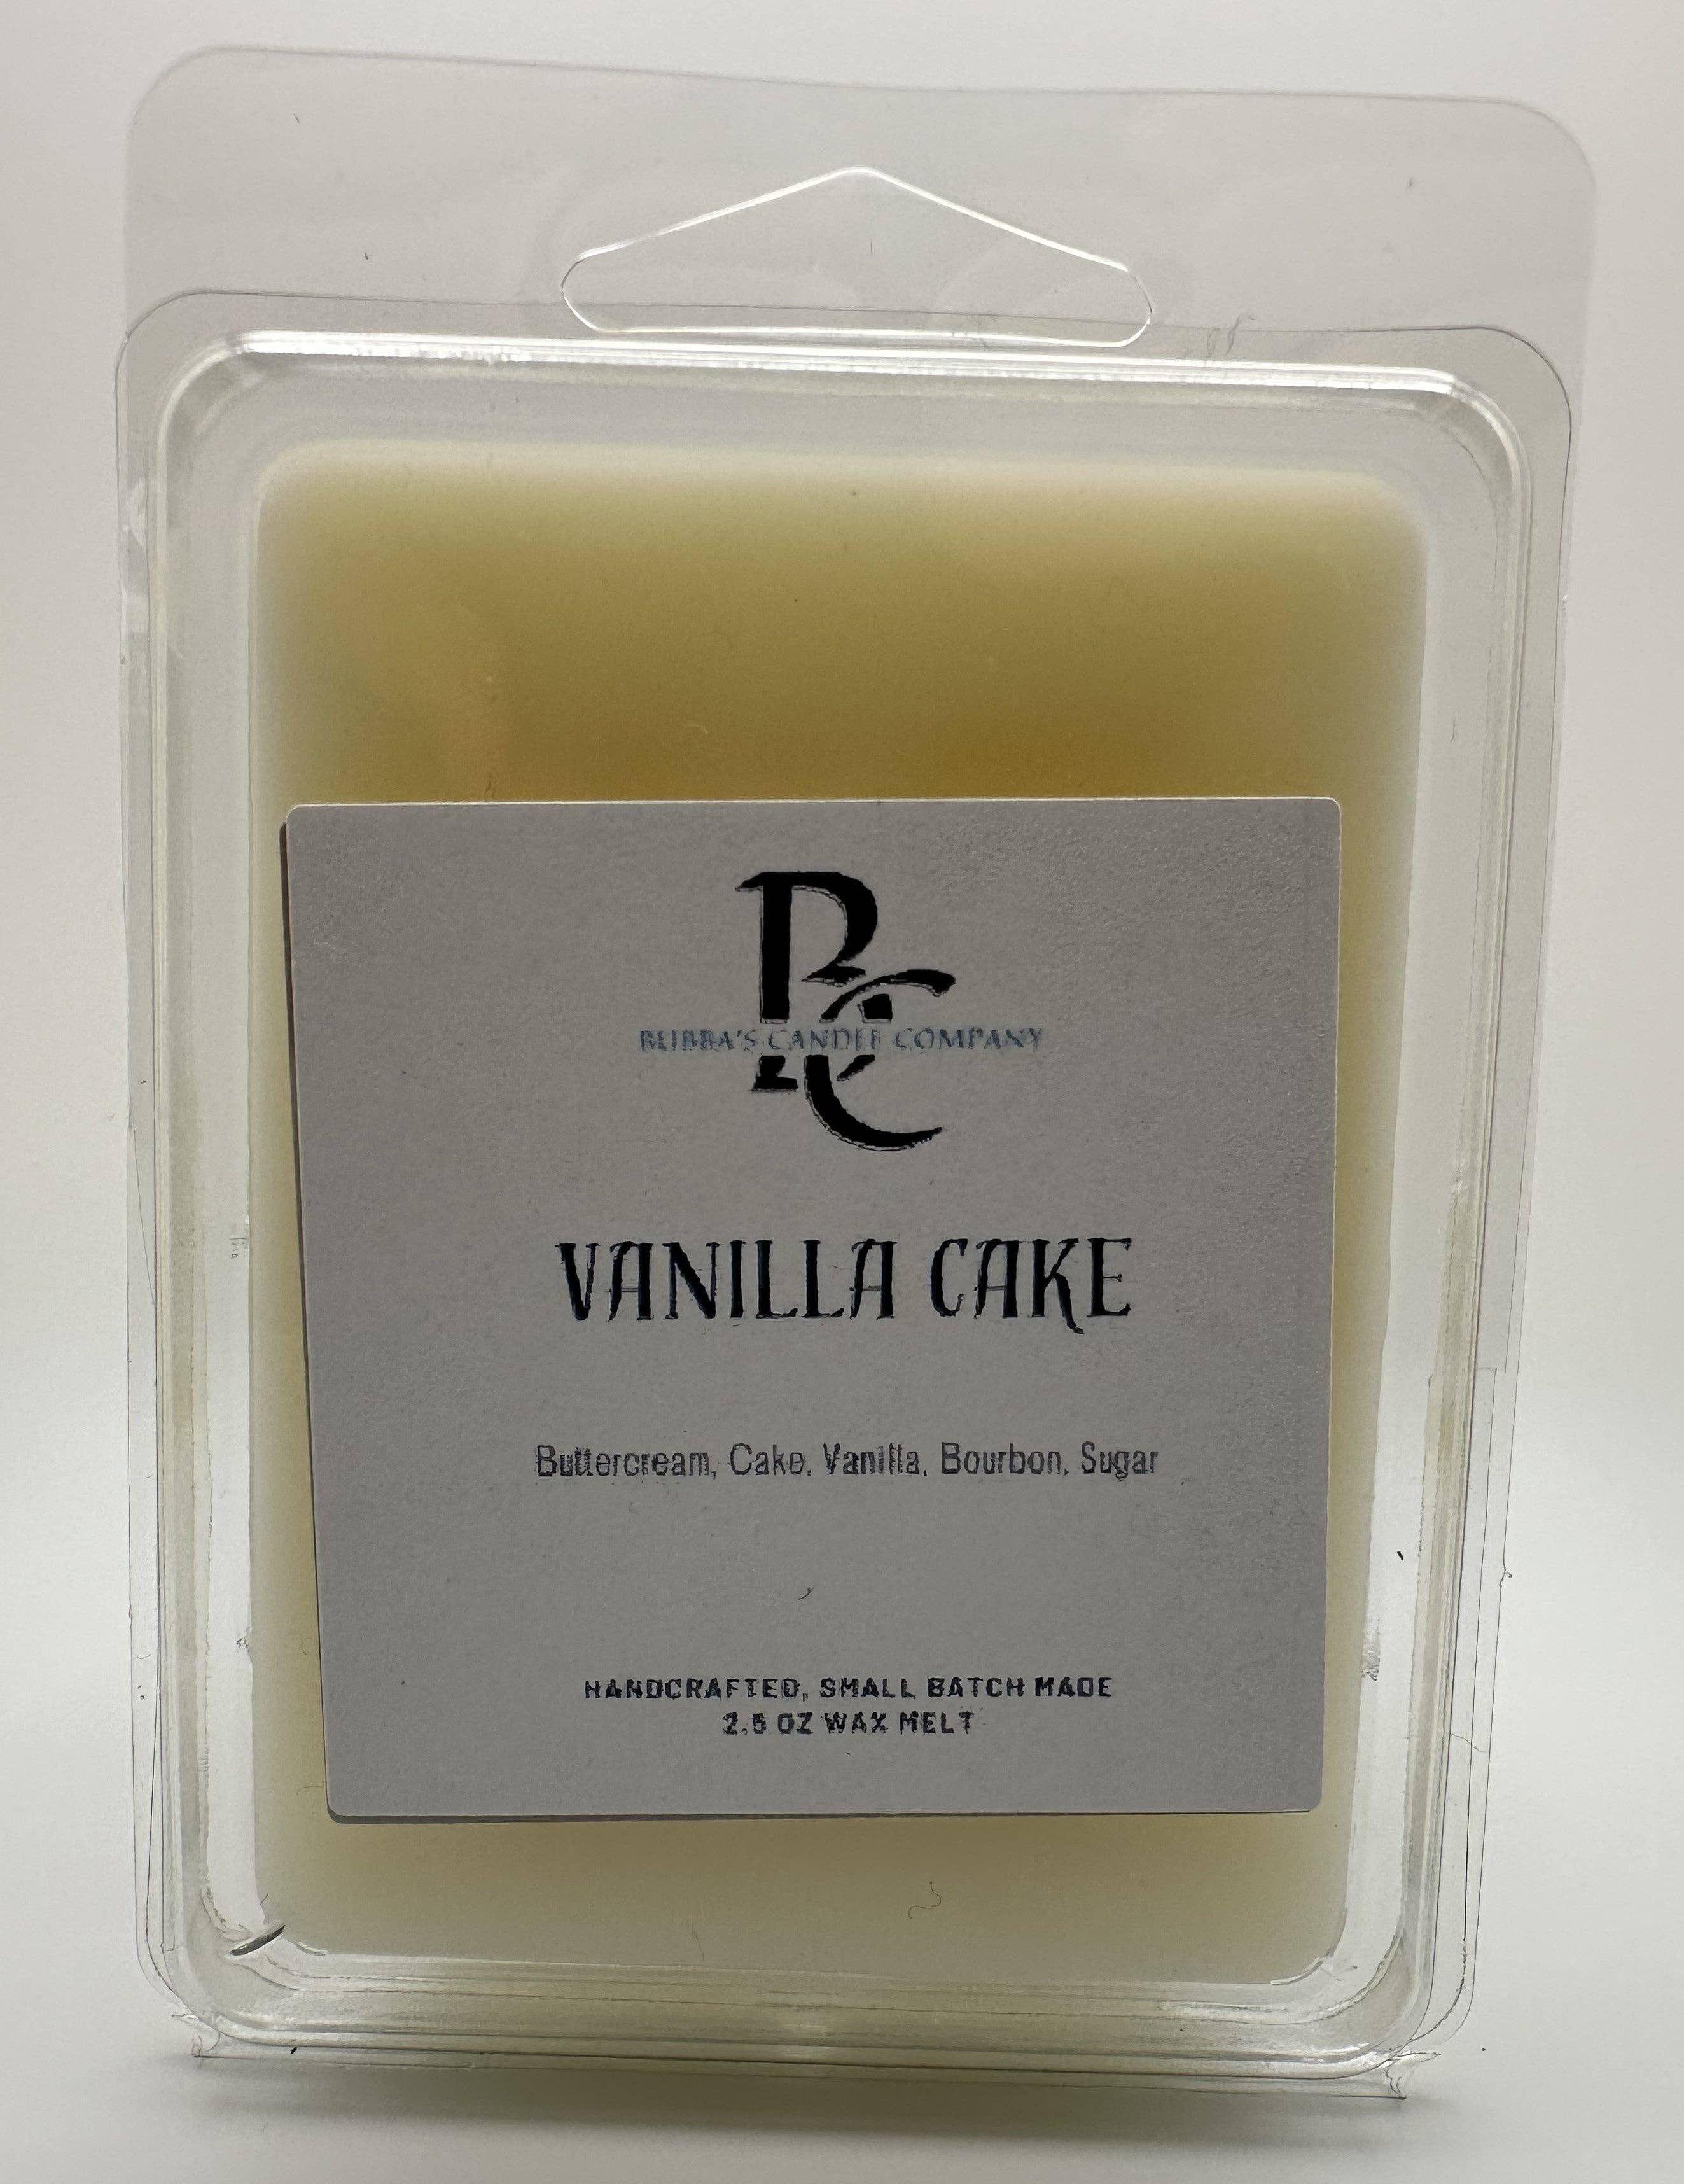 BC
BUBBA'S CANDLE COMPANY
VANILLA CAKE
Buttercream, Cake, Vanilla, Bourbon, Sugar
HANDCRAFTED, SMALL BATCH MADE
2.5 OZ WAX MELT